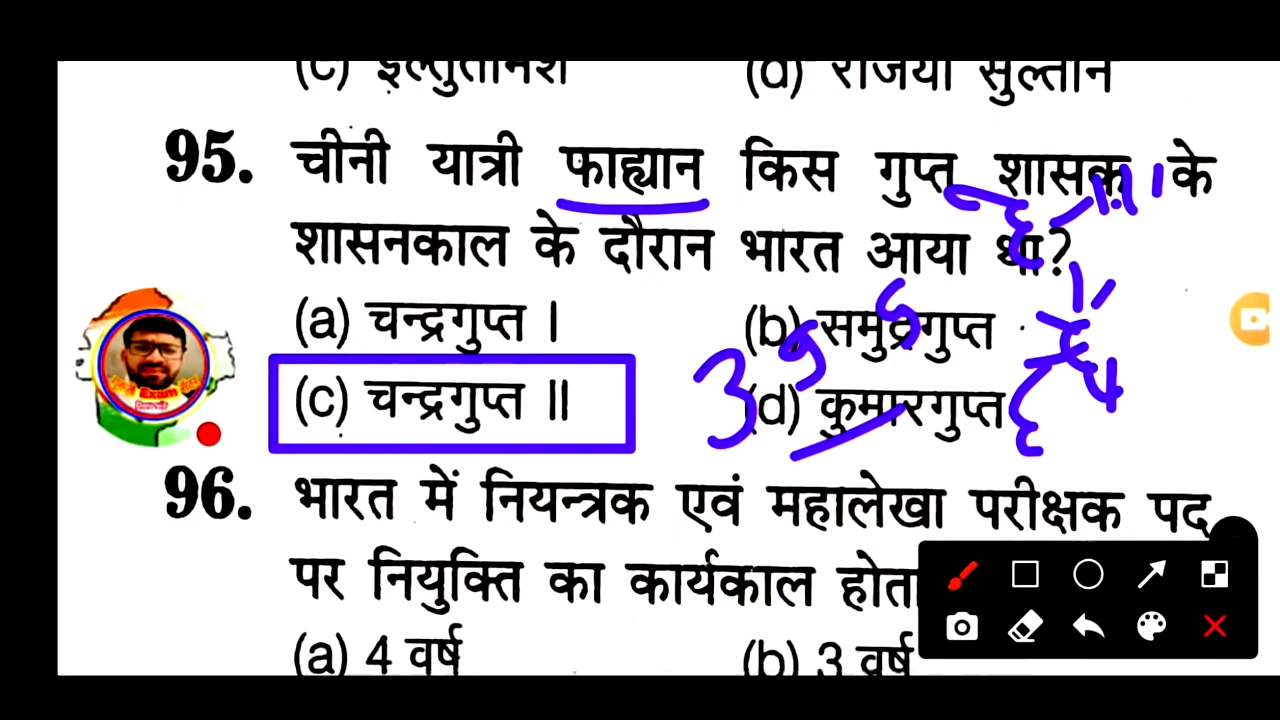 (c) इल्तुतमिश (d) रजिया सुल्तान
95. चीनी यात्री फाह्यान किस गुप्त शासक के
शासनकाल के दौरान भारत आया था?
(a) चन्द्रगुप्त I (b) समुद्रगुप्त
(c) चन्द्रगुप्त II (d) कुमारगुप्त
96. भारत में नियन्त्रक एवं महालेखा परीक्षक पद
पर नियुक्ति का कार्यकाल होता
(a) 4 वर्ष (b) 3 वर्ष
Exam